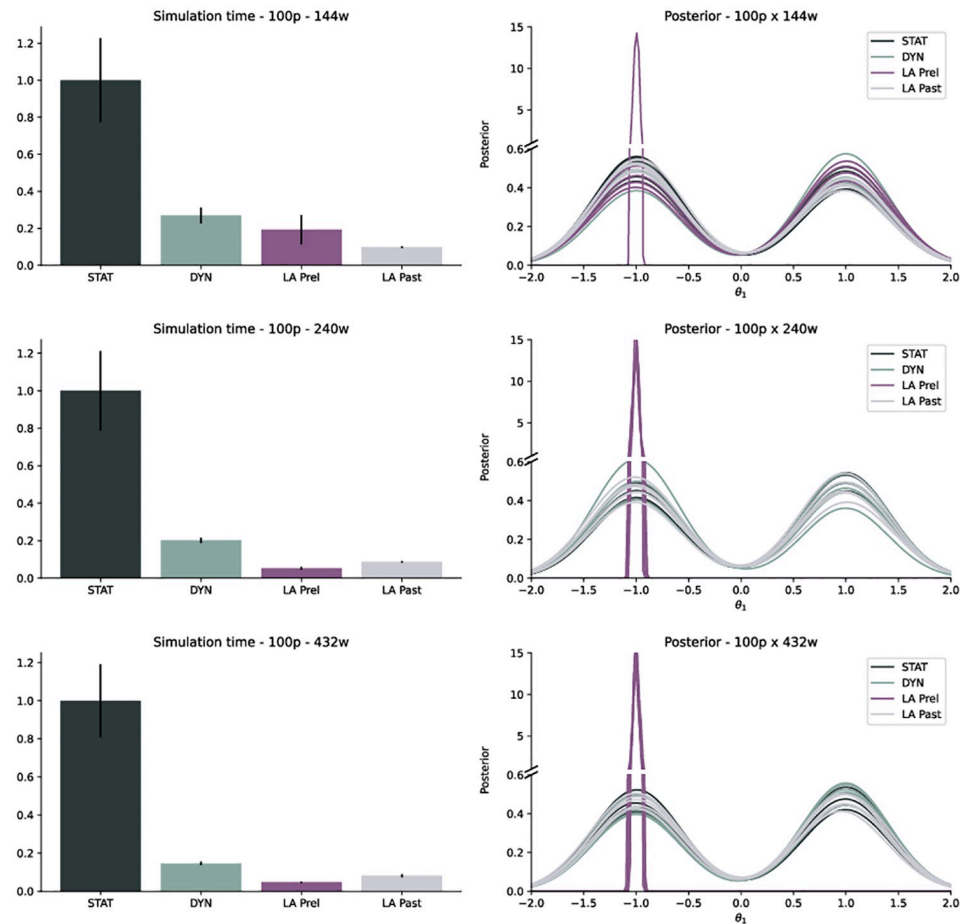 Simulation time - 100p - 144w
1.2
1.0
0.8
0.6
0.4
0.2
0.0
STAT DYN LA Prel LA Past
Posterior - 100p x 144w
15
10
5
0.6
0.4
0.2
0.0
Posterior
STAT
DYN
LA Prel
LA Past
−2.0 −1.5 −1.0 −0.5 0.0 0.5 1.0 1.5 2.0
θ₁
Simulation time - 100p - 240w
1.2
1.0
0.8
0.6
0.4
0.2
0.0
STAT DYN LA Prel LA Past
Posterior - 100p x 240w
15
10
5
0.6
0.4
0.2
0.0
Posterior
STAT
DYN
LA Prel
LA Past
−2.0 −1.5 −1.0 −0.5 0.0 0.5 1.0 1.5 2.0
θ₁
Simulation time - 100p - 432w
1.2
1.0
0.8
0.6
0.4
0.2
0.0
STAT DYN LA Prel LA Past
Posterior - 100p x 432w
15
10
5
0.6
0.4
0.2
0.0
Posterior
STAT
DYN
LA Prel
LA Past
−2.0 −1.5 −1.0 −0.5 0.0 0.5 1.0 1.5 2.0
θ₁